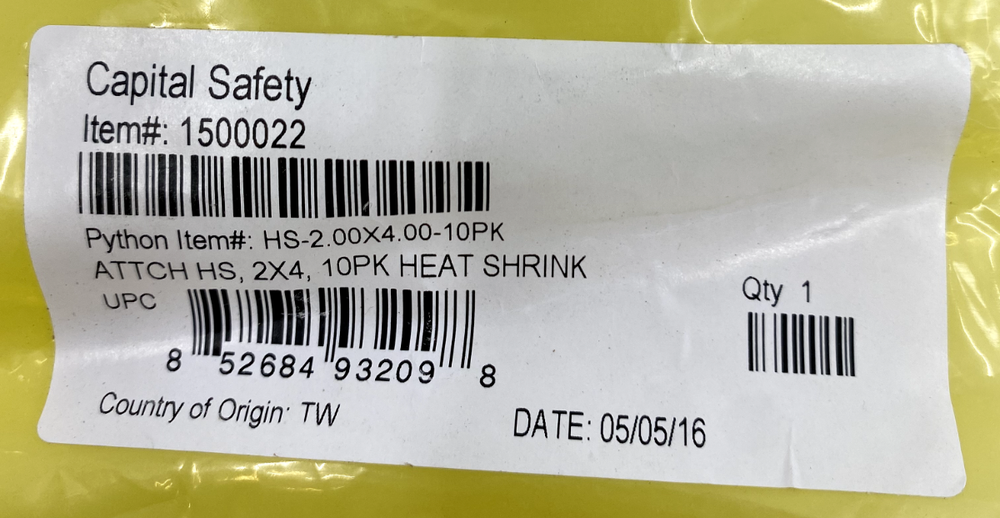 Capital Safety
Item#: 1500022
Python Item#: HS-2.00X4.00-10PK
ATTCH HS, 2X4, 10PK HEAT SHRINK
UPC
8 52684 93209 8
Qty 1
Country of Origin: TW
DATE: 05/05/16